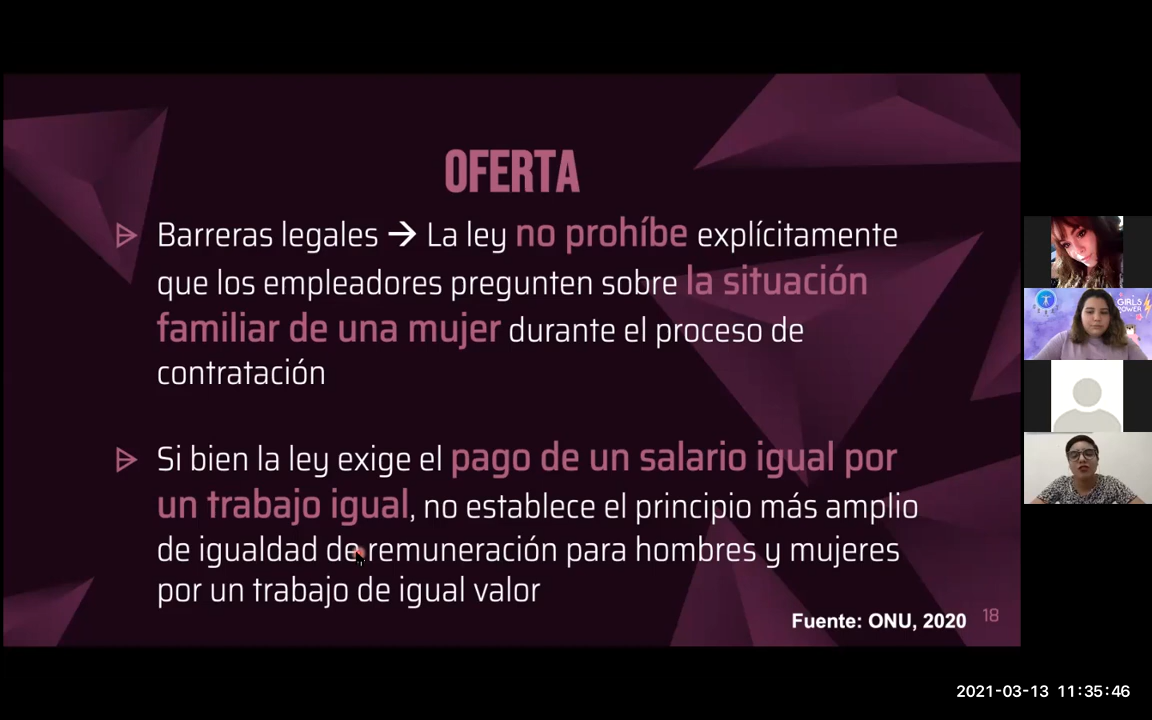 OFERTA
Barreras legales → La ley no prohíbe explícitamente
que los empleadores pregunten sobre la situación
familiar de una mujer durante el proceso de
contratación
Si bien la ley exige el pago de un salario igual por
un trabajo igual, no establece el principio más amplio
de igualdad de remuneración para hombres y mujeres
por un trabajo de igual valor
Fuente: ONU, 2020 18
GIRLS
POWER
2021-03-13 11:35:46